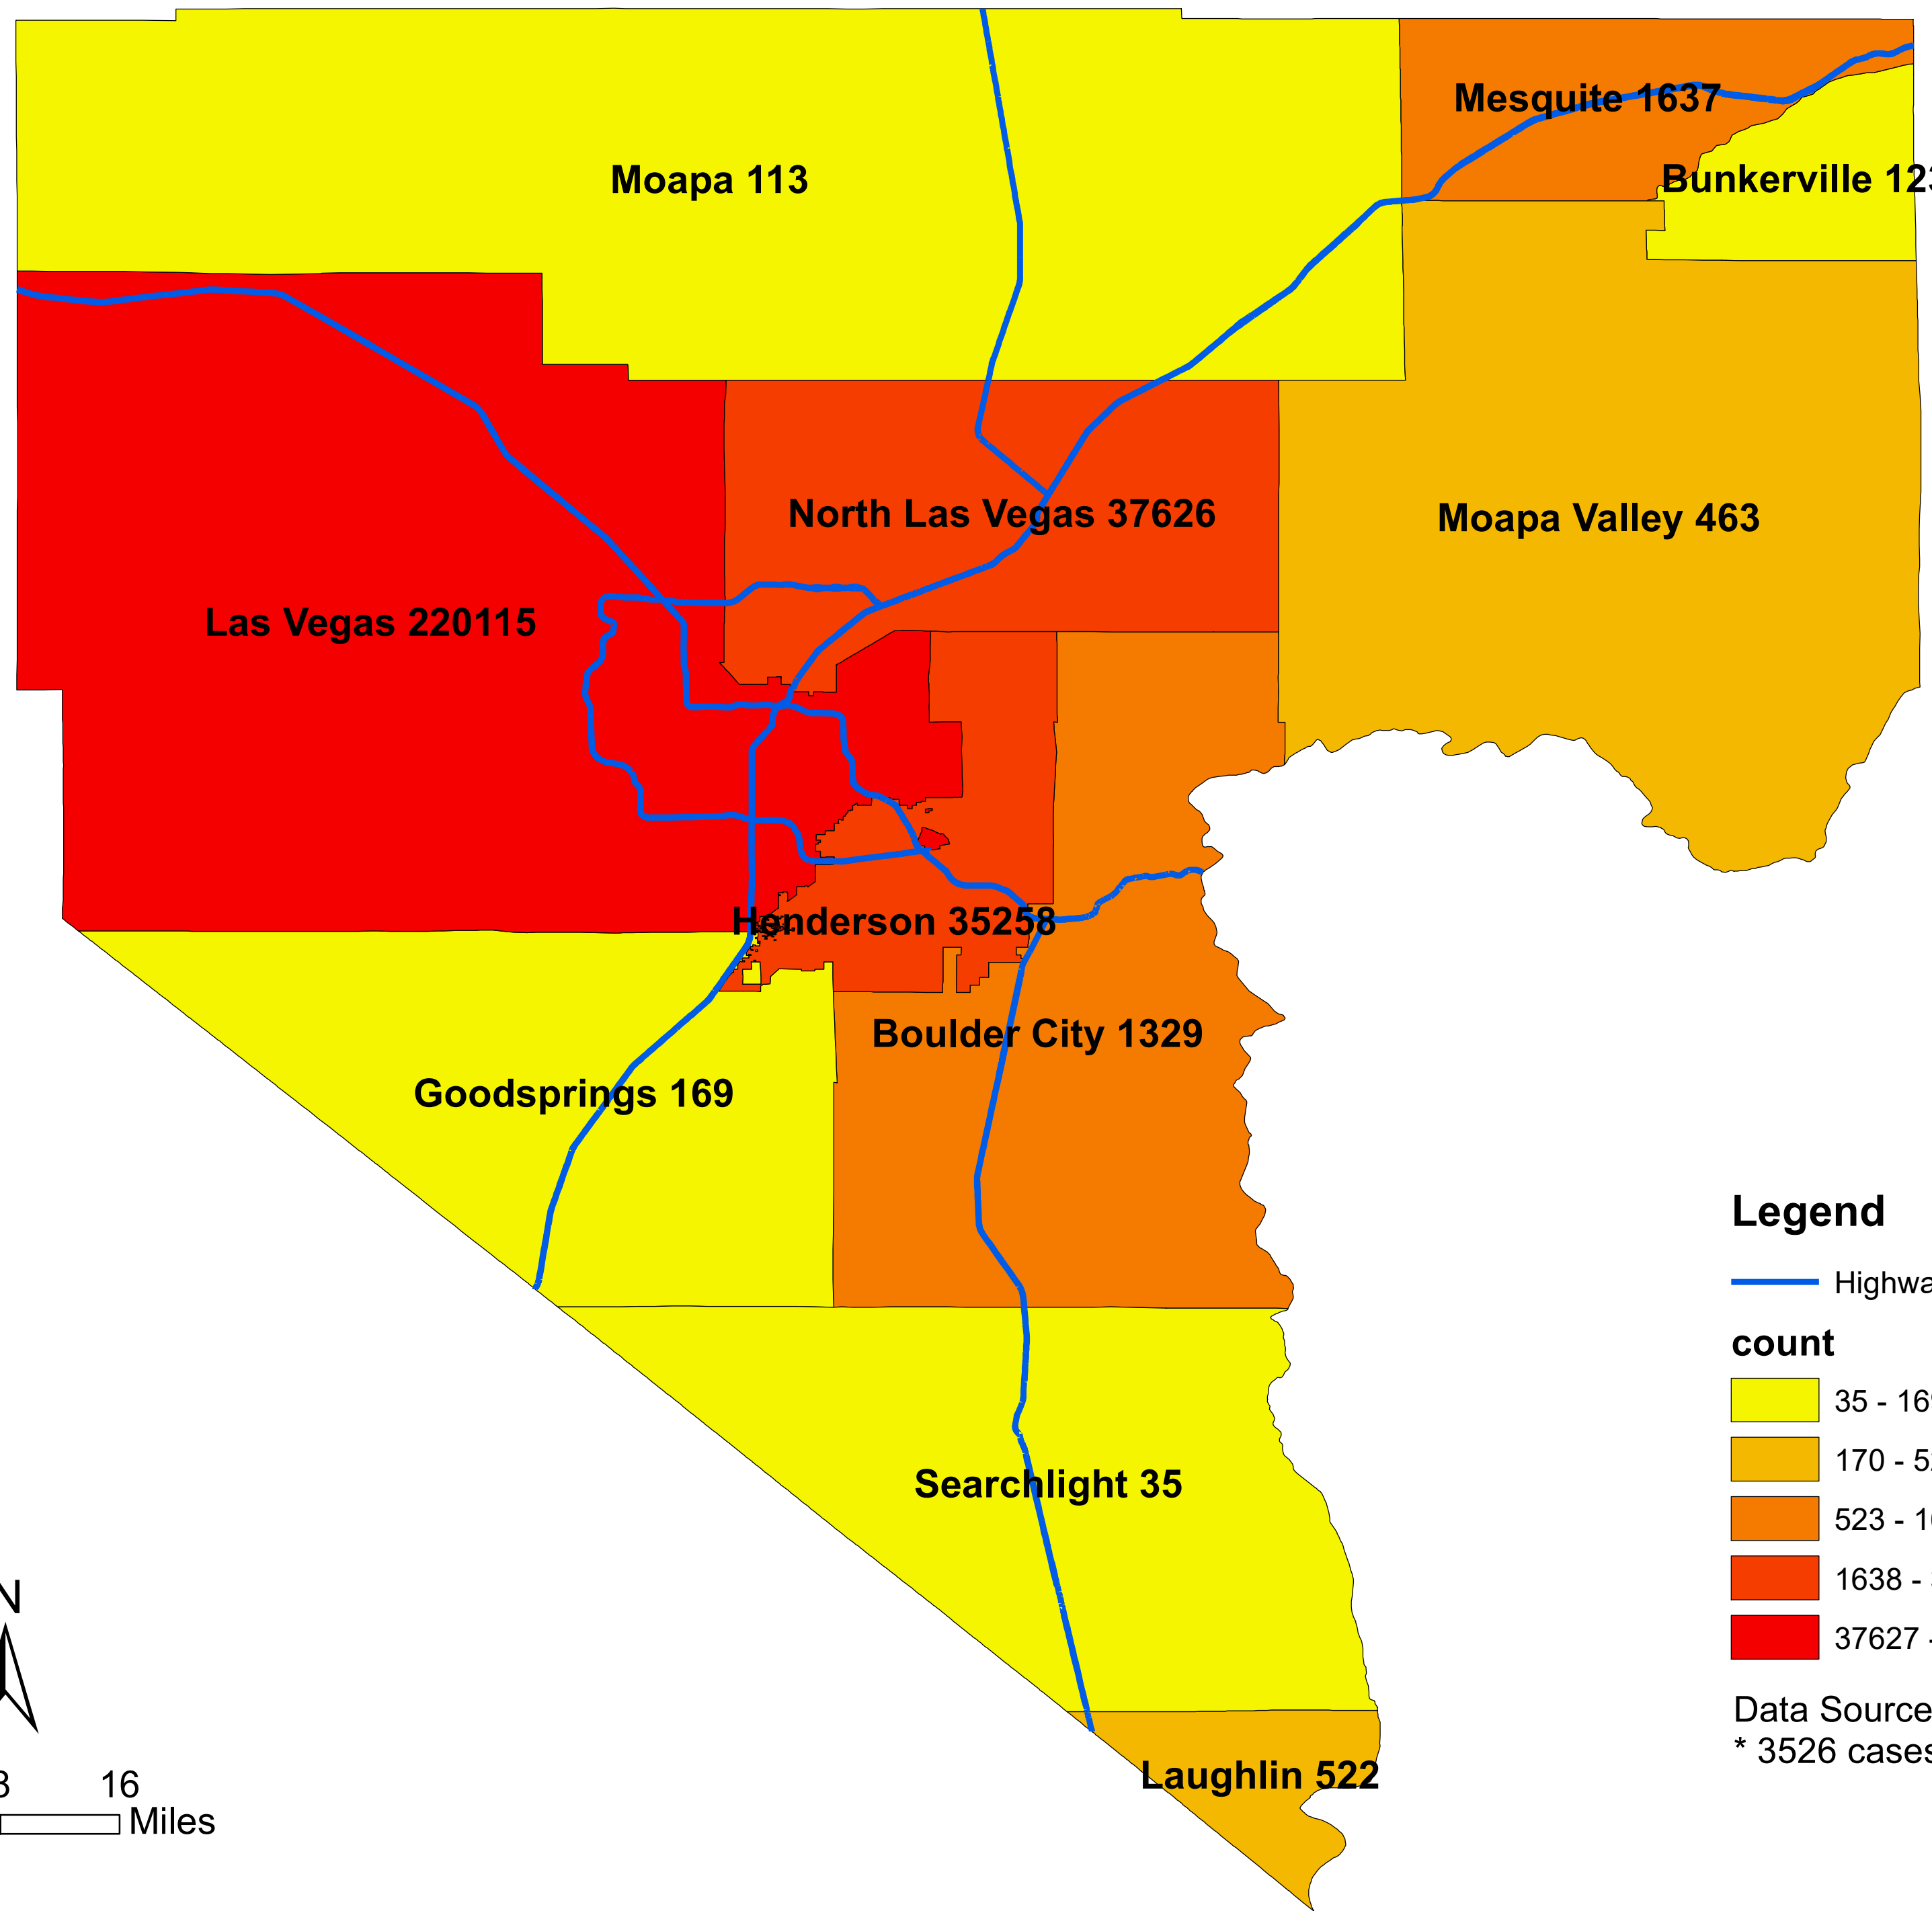 Mesquite 1637
Moapa 113
Bunkerville
North Las Vegas 37626
Moapa Valley 463
Las Vegas 220115
Henderson 35258
Boulder City 1329
Goodsprings 169
Searchlight 35
Laughlin 522
Legend
count
35 -
170 -
523 -
1638 -
37627 -
Data Source
* 3526 cases
N
16
Miles